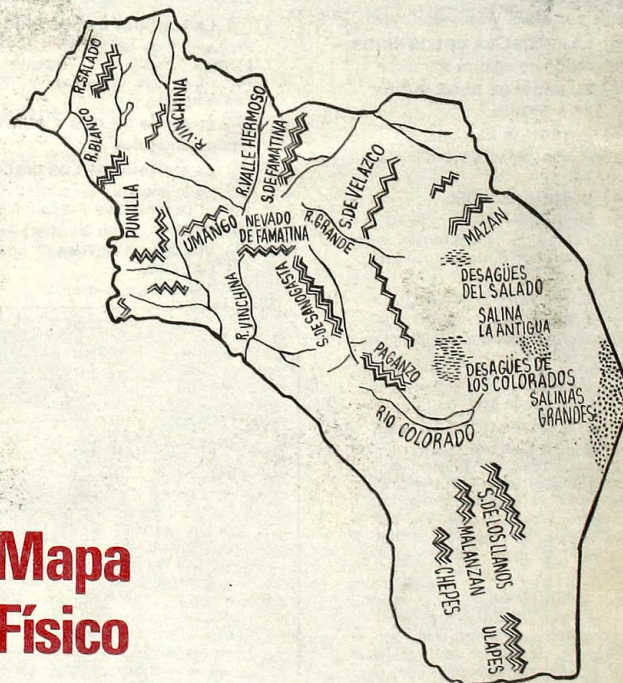 R. SALADO
R. BLANCO
R. VINCHINA
R. VALLE HERMOSO
S. DE FAMATINA
S. DE VELAZCO
PUNILLA
UMANGO
NEVADO
DE FAMATINA
R. GRANDE
MAZAN
DESAGÜES
DEL SALADO
R. VINCHINA
S. DE SAÑOGASTA
SALINA
LA ANTIGUA
PAGANZO
DESAGÜES DE
LOS COLORADOS
SALINAS
GRANDES
RIO COLORADO
S. DE LOS LLANOS
MALANZAN
CHEPES
ULAPES
Mapa
Físico